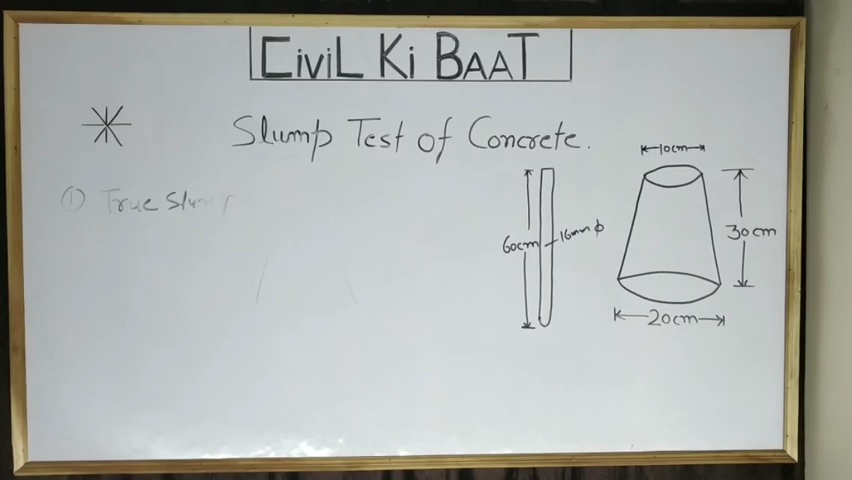 CiviL Ki BAAT
Slump Test of Concrete.
① True Slump
10cm
60cm
16mm φ
30cm
20cm